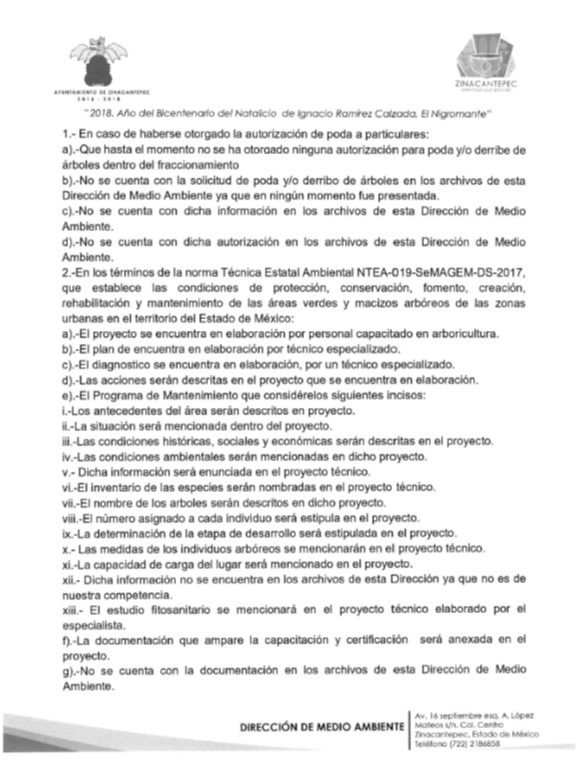 AYUNTAMIENTO DE ZINACANTEPEC
2016 - 2018
ZINACANTEPEC
"2018. Año del Bicentenario del Natalicio de Ignacio Ramírez Calzada, El Nigromante"
1.- En caso de haberse otorgado la autorización de poda a particulares:
a).-Que hasta el momento no se ha otorgado ninguna autorización para poda y/o derribe de
árboles dentro del fraccionamiento
b).-No se cuenta con la solicitud de poda y/o derribo de árboles en los archivos de esta
Dirección de Medio Ambiente ya que en ningún momento fue presentada.
c).-No se cuenta con dicha información en los archivos de esta Dirección de Medio
Ambiente.
d).-No se cuenta con dicha autorización en los archivos de esta Dirección de Medio
Ambiente.
2.-En los términos de la norma Técnica Estatal Ambiental NTEA-019-SeMAGEM-DS-2017,
que establece las condiciones de protección, conservación, fomento, creación,
rehabilitación y mantenimiento de las áreas verdes y macizos arbóreos de las zonas
urbanas en el territorio del Estado de México:
a).-El proyecto se encuentra en elaboración por personal capacitado en arboricultura.
b).-El plan de encuentra en elaboración por técnico especializado.
c).-El diagnostico se encuentra en elaboración, por un técnico especializado.
d).-Las acciones serán descritas en el proyecto que se encuentra en elaboración.
e).-El Programa de Mantenimiento que considérelos siguientes incisos:
i.-Los antecedentes del área serán descritos en proyecto.
ii.-La situación será mencionada dentro del proyecto.
iii.-Las condiciones históricas, sociales y económicas serán descritas en el proyecto.
iv.-Las condiciones ambientales serán mencionadas en dicho proyecto.
v.- Dicha información será enunciada en el proyecto técnico.
vi.-El inventario de las especies serán nombradas en el proyecto técnico.
vii.-El nombre de los arboles serán descritos en dicho proyecto.
viii.-El número asignado a cada individuo será estipula en el proyecto.
ix.-La determinación de la etapa de desarrollo será estipulada en el proyecto.
x.- Las medidas de los individuos arbóreos se mencionarán en el proyecto técnico.
xi.-La capacidad de carga del lugar será mencionado en el proyecto.
xii.- Dicha información no se encuentra en los archivos de esta Dirección ya que no es de
nuestra competencia.
xiii.- El estudio fitosanitario se mencionará en el proyecto técnico elaborado por el
especialista.
f).-La documentación que ampare la capacitación y certificación será anexada en el
proyecto.
g).-No se cuenta con la documentación en los archivos de esta Dirección de Medio
Ambiente.
DIRECCIÓN DE MEDIO AMBIENTE
Av. 16 septiembre esq. A. López
Mateos s/n. Col. Centro
Zinacantepec, Estado de México
Teléfono (722) 2186858